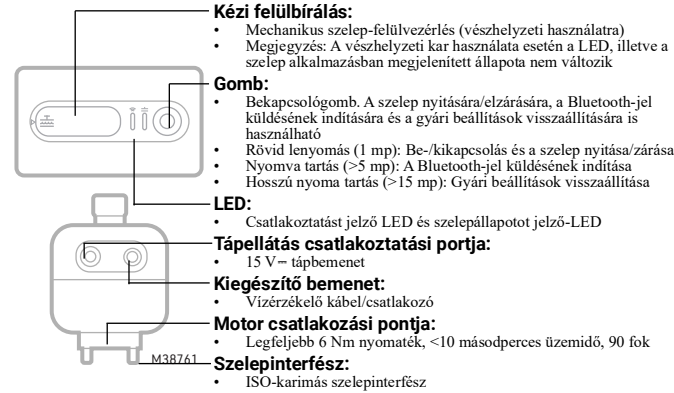 Kézi felülbírálás:
• Mechanikus szelep-felülvezérlés (vészhelyzeti használatra)
• Megjegyzés: A vészhelyzeti kar használata esetén a LED, illetve a
szelep alkalmazásban megjelenített állapota nem változik
Gomb:
• Bekapcsológomb. A szelep nyitására/elzárására, a Bluetooth-jel
küldésének indítására és a gyári beállítások visszaállítására is
használható
• Rövid lenyomás (1 mp): Be-/kikapcsolás és a szelep nyitása/zárása
• Nyomva tartás (>5 mp): A Bluetooth-jel küldésének indítása
• Hosszú nyoma tartás (>15 mp): Gyári beállítások visszaállítása
LED:
• Csatlakoztatást jelző LED és szelepállapotot jelző-LED
Tápellátás csatlakoztatási portja:
• 15 V⎓ tápbemenet
Kiegészítő bemenet:
• Vízérzékelő kábel/csatlakozó
Motor csatlakozási pontja:
• Legfeljebb 6 Nm nyomaték, <10 másodperces üzemidő, 90 fok
M38761
Szelepinterfész:
• ISO-karimás szelepinterfész